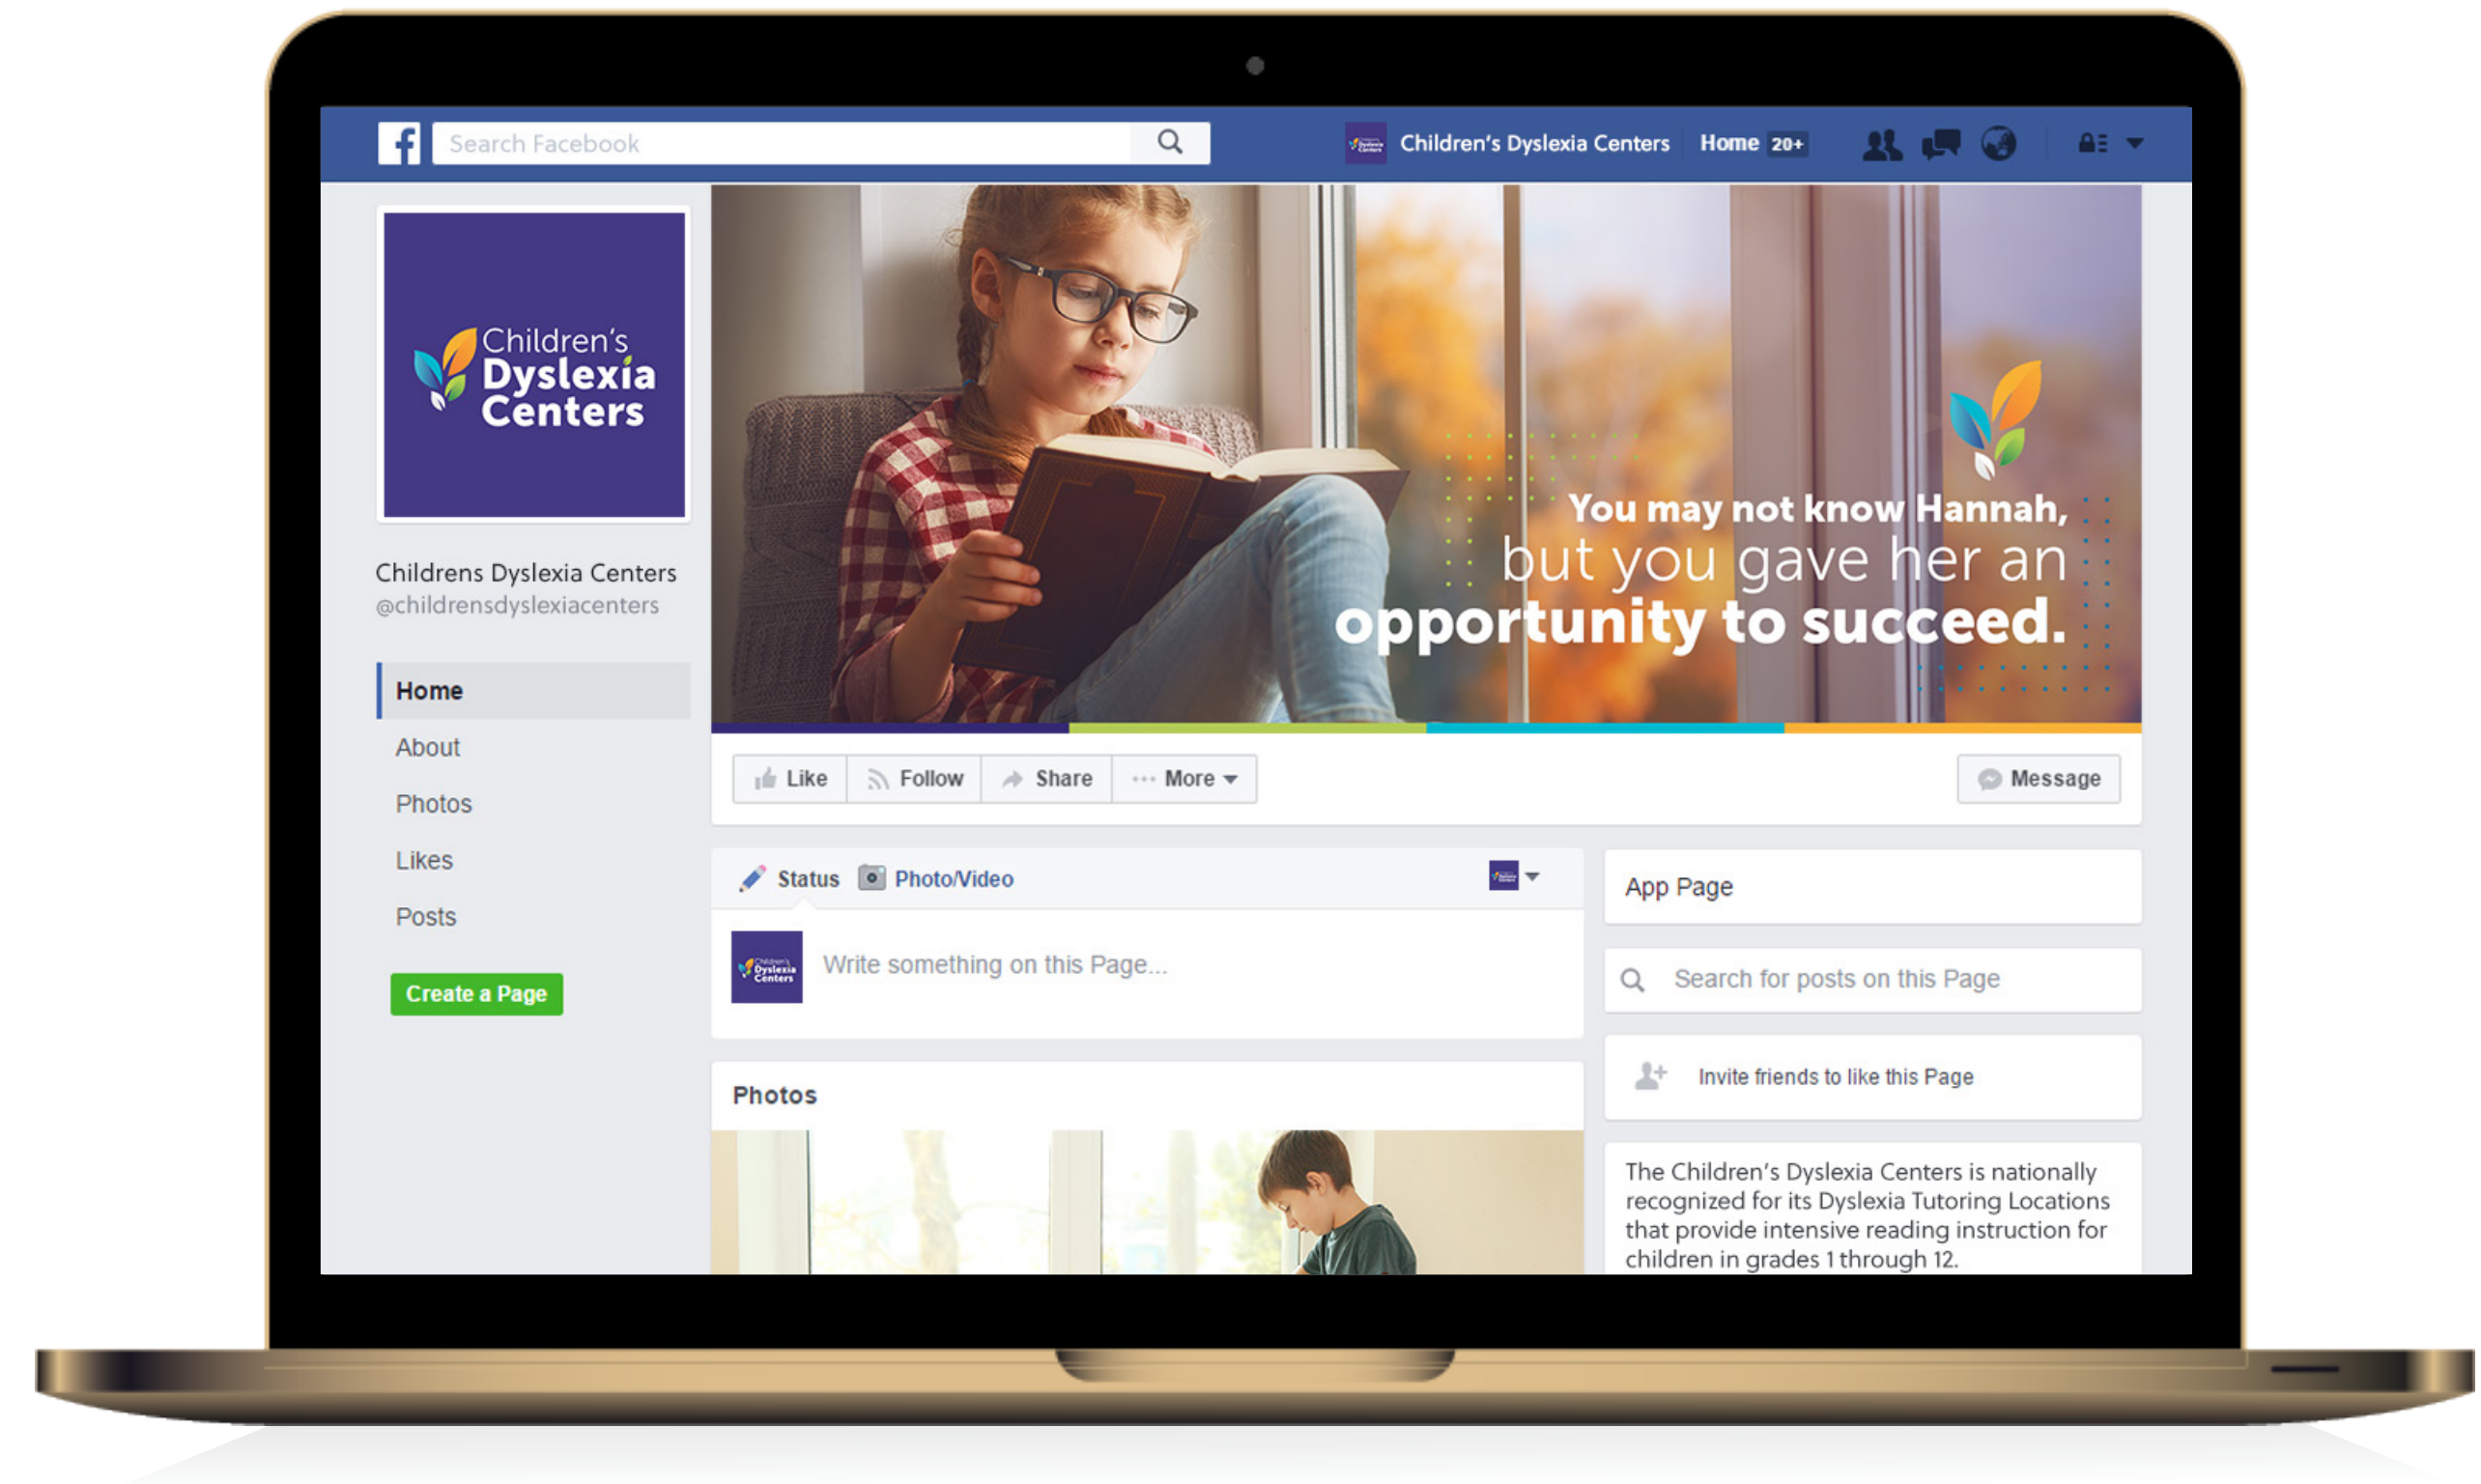 Search Facebook
Children's Dyslexia Centers
Home 20+
Children's
Dyslexia
Centers
Childrens Dyslexia Centers
@childrensdyslexiacenters
Home
About
Photos
Likes
Posts
Create a Page
You may not know Hannah,
but you gave her an
opportunity to succeed.
Like
Follow
Share
More
Message
Status
Photo/Video
Children's
Dyslexia
Centers
Write something on this Page...
Photos
App Page
Search for posts on this Page
Invite friends to like this Page
The Children's Dyslexia Centers is nationally
recognized for its Dyslexia Tutoring Locations
that provide intensive reading instruction for
children in grades 1 through 12.